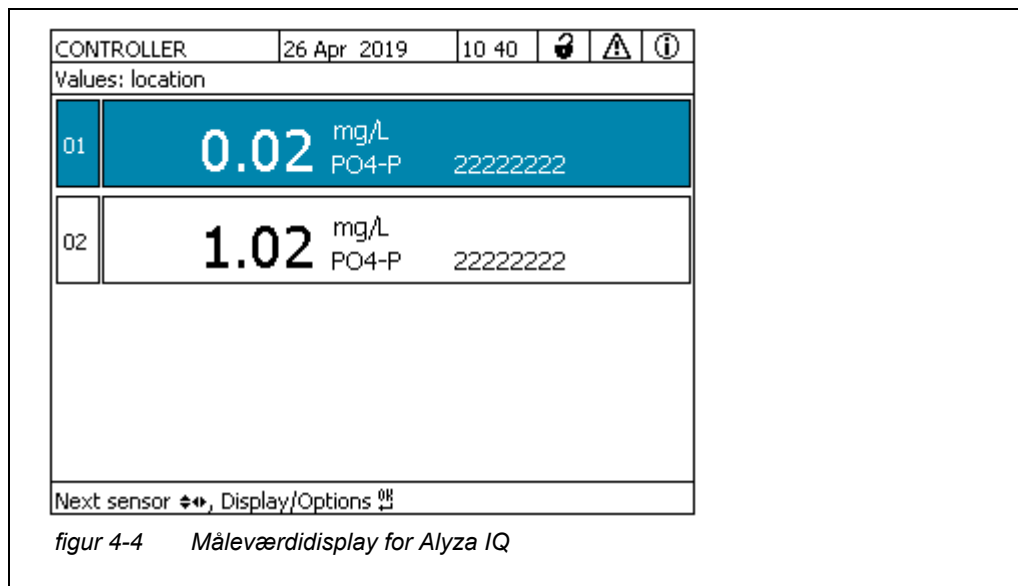 CONTROLLER 26 Apr 2019 10 40
Values: location
01 0.02 mg/L PO4-P 22222222
02 1.02 mg/L PO4-P 22222222
Next sensor, Display/Options OK
figur 4-4 Måleværdidisplay for Alyza IQ